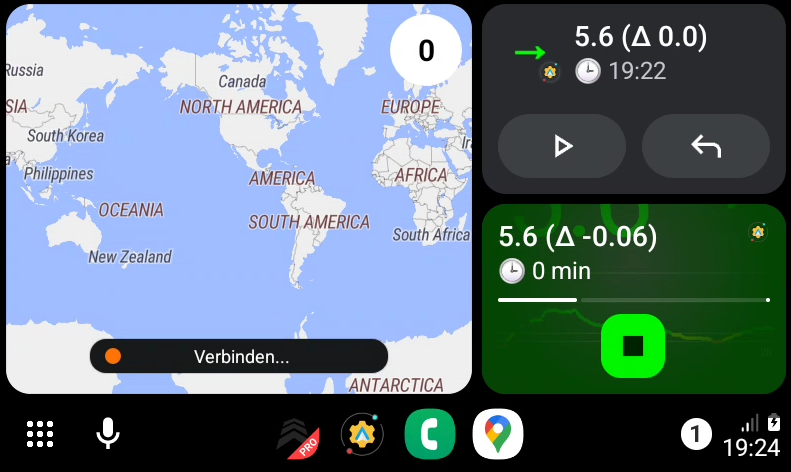 0
Russia
Canada
SIA
NORTH AMERICA
EUROPE
South Korea
Philippines
AMERICA
AFRICA
OCEANIA
SOUTH AMERICA
South Africa
New Zealand
Verbinden...
ANTARCTICA
5.6 (Δ 0.0)
19:22
5.6 (Δ -0.06)
0 min
PRO
1
19:24